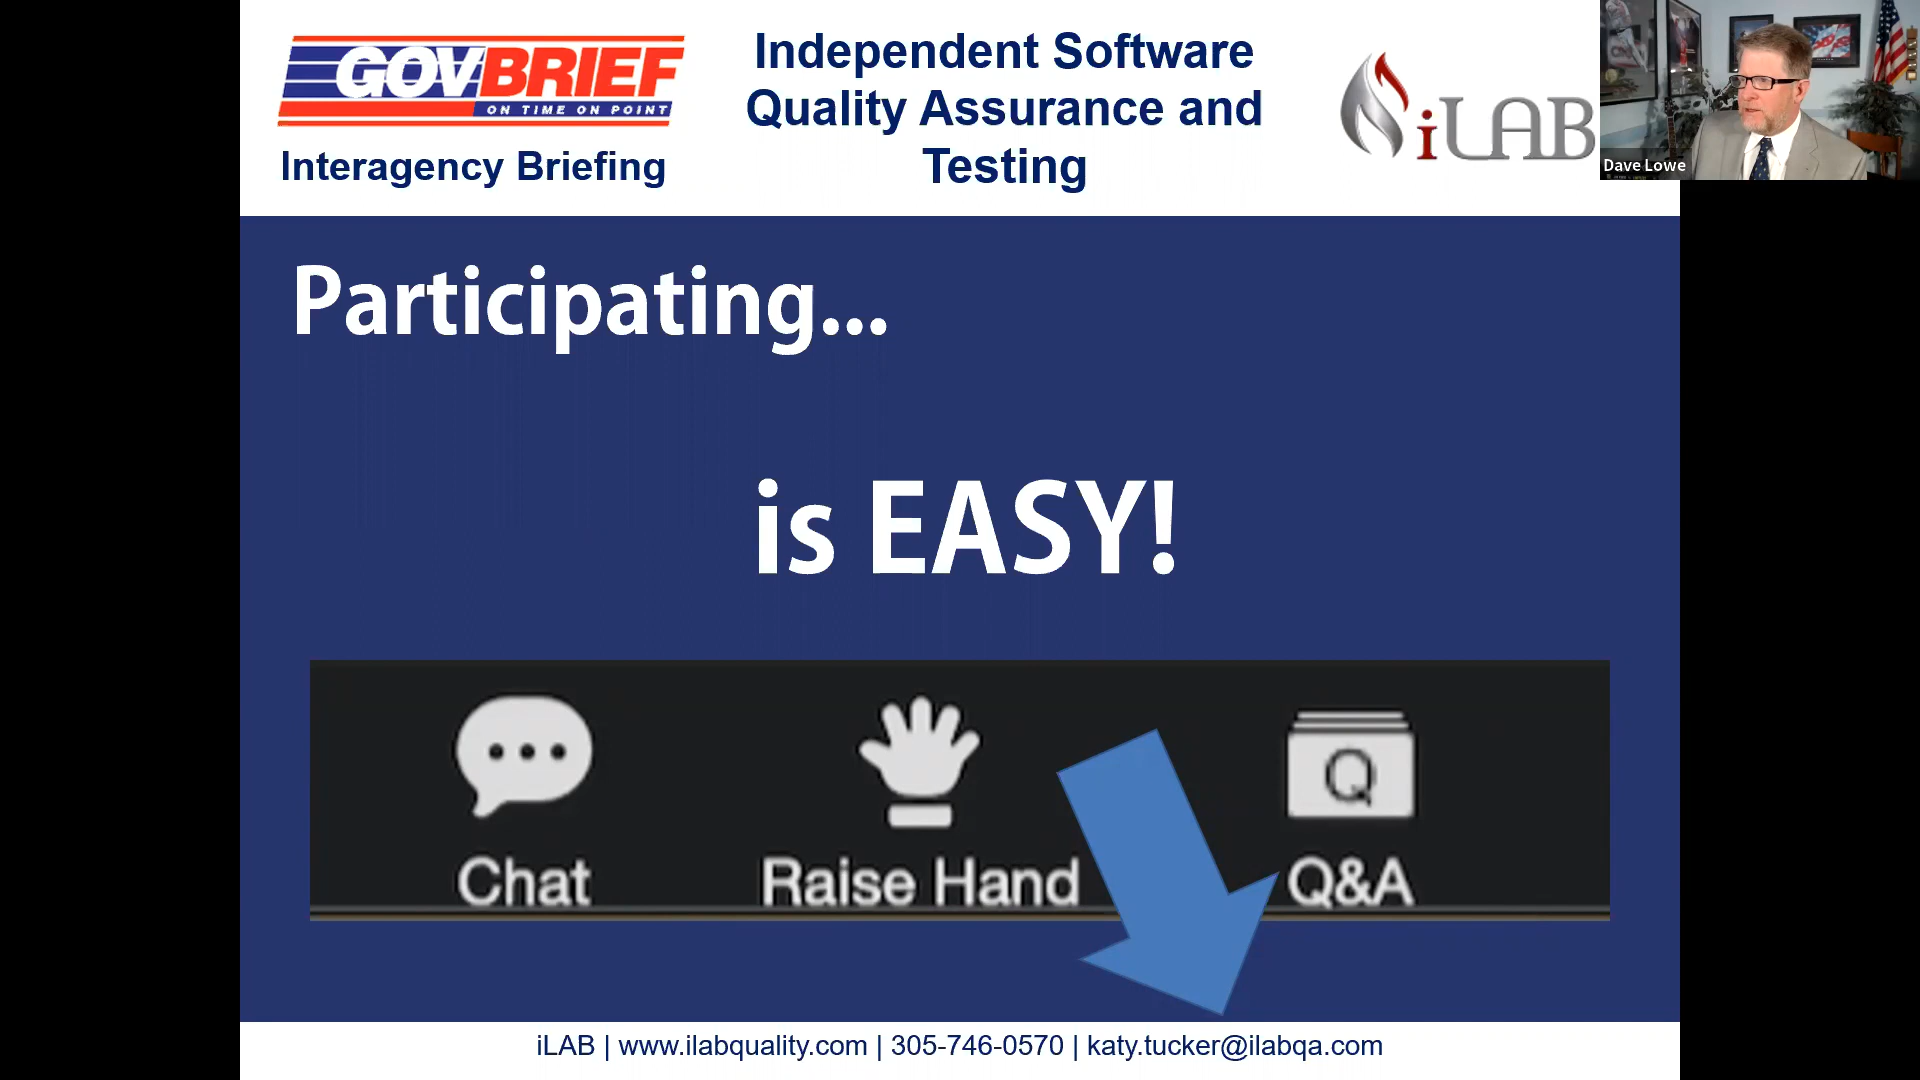 GOVBRIEF
ON TIME ON POINT
Interagency Briefing
Independent Software
Quality Assurance and
Testing
iLAB
Dave Lowe
Participating...
is EASY!
Q
Chat
Raise Hand
Q&A
iLAB | www.ilabquality.com | 305-746-0570 | katy.tucker@ilabqa.com